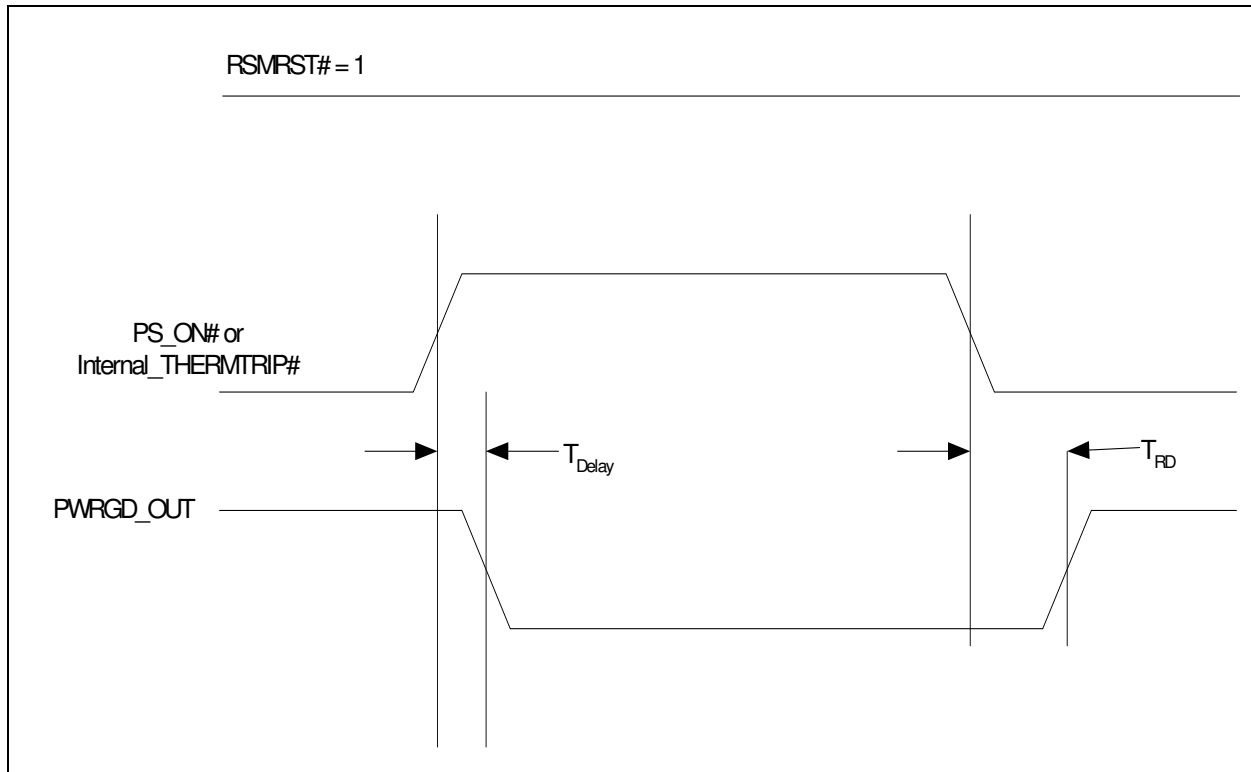 RSMRST# = 1
PS_ON# or
Internal_THERMTRIP#
TDelay
TRD
PWRGD_OUT